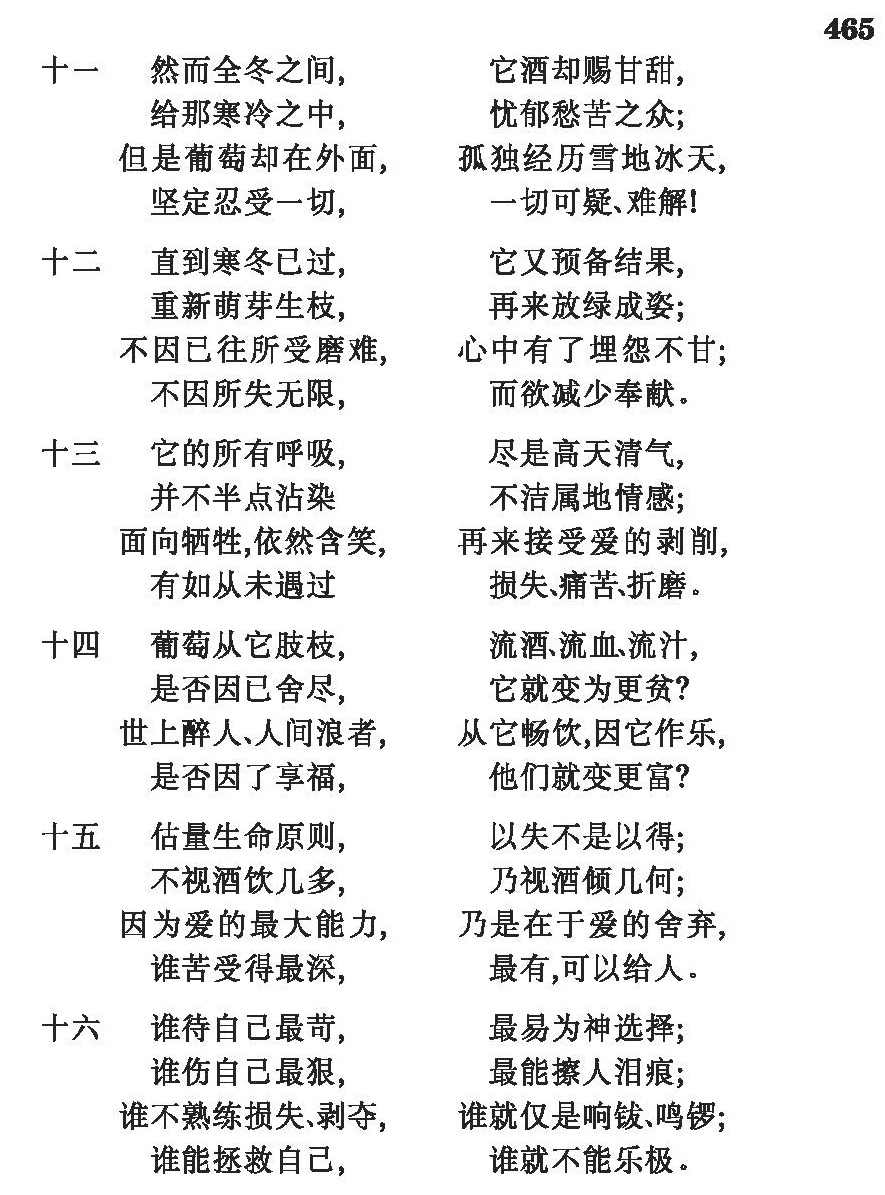 465
十一 然而全冬之间, 它酒却赐甘甜,
给那寒冷之中, 忧郁愁苦之众;
但是葡萄却在外面, 孤独经历雪地冰天,
坚定忍受一切, 一切可疑、难解!
十二 直到寒冬已过, 它又预备结果,
重新萌芽生枝, 再来放绿成姿;
不因已往所受磨难, 心中有了埋怨不甘;
不因所失无限, 而欲减少奉献。
十三 它的所有呼吸, 尽是高天清气,
并不半点沾染 不洁属地情感;
面向牺牲,依然含笑, 再来接受爱的剥削,
有如从未遇过 损失、痛苦、折磨。
十四 葡萄从它肢枝, 流酒、流血、流汁,
是否因已舍尽, 它就变为更贫?
世上醉人、人间浪者, 从它畅饮,因它作乐,
是否因了享福, 他们就变更富?
十五 估量生命原则, 以失不是以得;
不视酒饮几多, 乃视酒倾几何;
因为爱的最大能力, 乃是在于爱的舍弃,
谁苦受得最深, 最有,可以给人。
十六 谁待自己最苛, 最易为神选择;
谁伤自己最狠, 最能擦人泪痕;
谁不熟练损失、剥夺, 谁就仅是响钹、鸣锣;
谁能拯救自己, 谁就不能乐极。